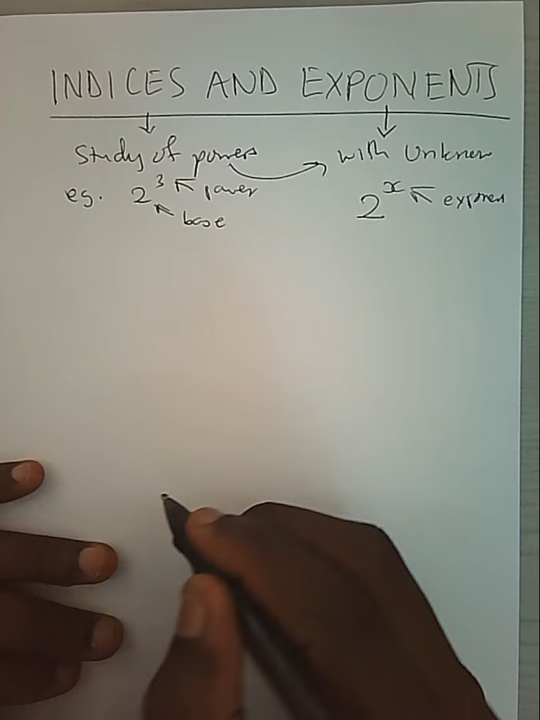 INDICES AND EXPONENTS
Study of powers with Unknown
eg. 2³ power 2ˣ exponent
base